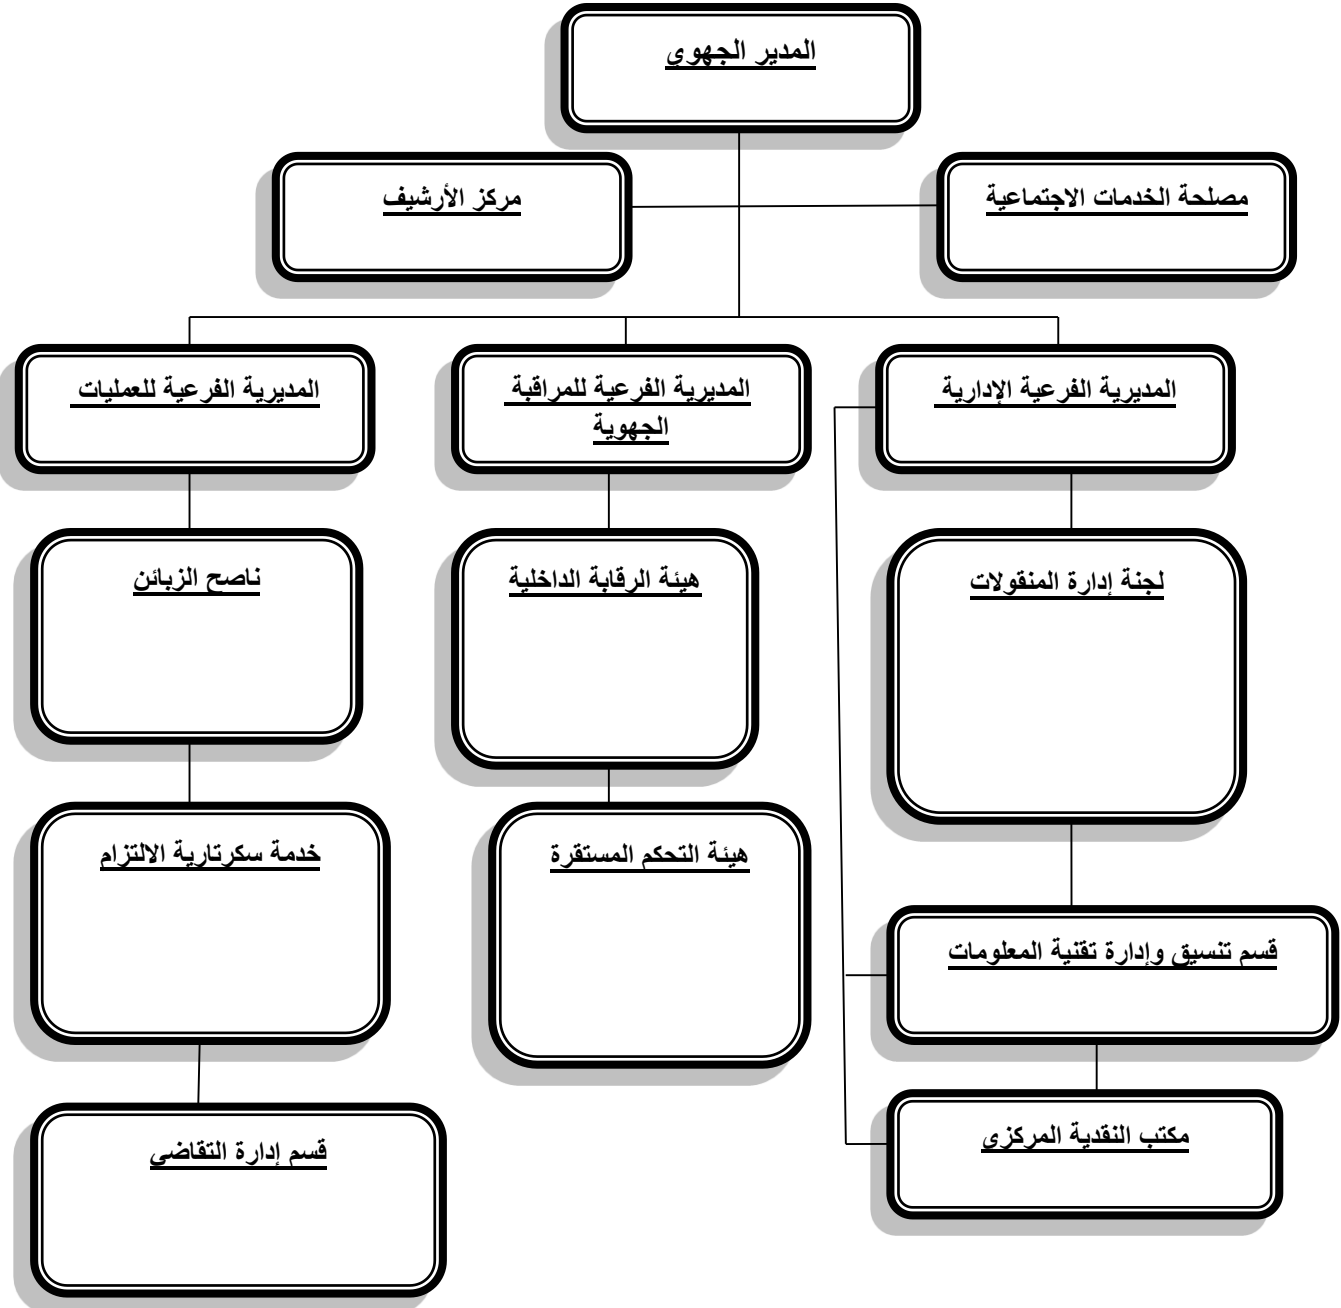 المدير الجهوي
مصلحة الخدمات الاجتماعية
مركز الأرشيف
المديرية الفرعية الإدارية
المديرية الفرعية للمراقبة
الجهوية
المديرية الفرعية للعمليات
لجنة إدارة المنقولات
هيئة الرقابة الداخلية
ناصح الزبائن
قسم تنسيق وإدارة تقنية المعلومات
هيئة التحكم المستقرة
خدمة سكرتارية الالتزام
مكتب النقدية المركزي
قسم إدارة التقاضي